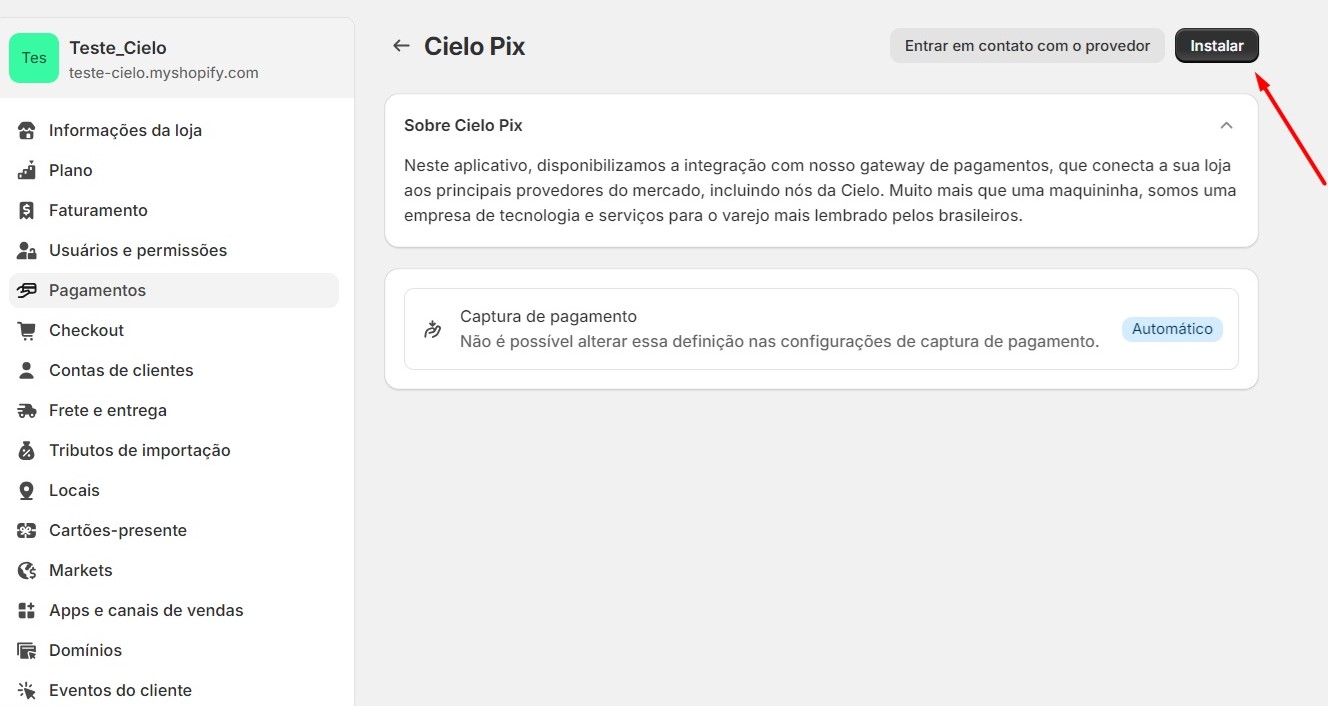 Tes
Teste_Cielo
teste-cielo.myshopify.com
Informações da loja
Plano
Faturamento
Usuários e permissões
Pagamentos
Checkout
Contas de clientes
Frete e entrega
Tributos de importação
Locais
Cartões-presente
Markets
Apps e canais de vendas
Domínios
Eventos do cliente
Cielo Pix
Entrar em contato com o provedor
Instalar
Sobre Cielo Pix
Neste aplicativo, disponibilizamos a integração com nosso gateway de pagamentos, que conecta a sua loja
aos principais provedores do mercado, incluindo nós da Cielo. Muito mais que uma maquininha, somos uma
empresa de tecnologia e serviços para o varejo mais lembrado pelos brasileiros.
Captura de pagamento
Não é possível alterar essa definição nas configurações de captura de pagamento.
Automático